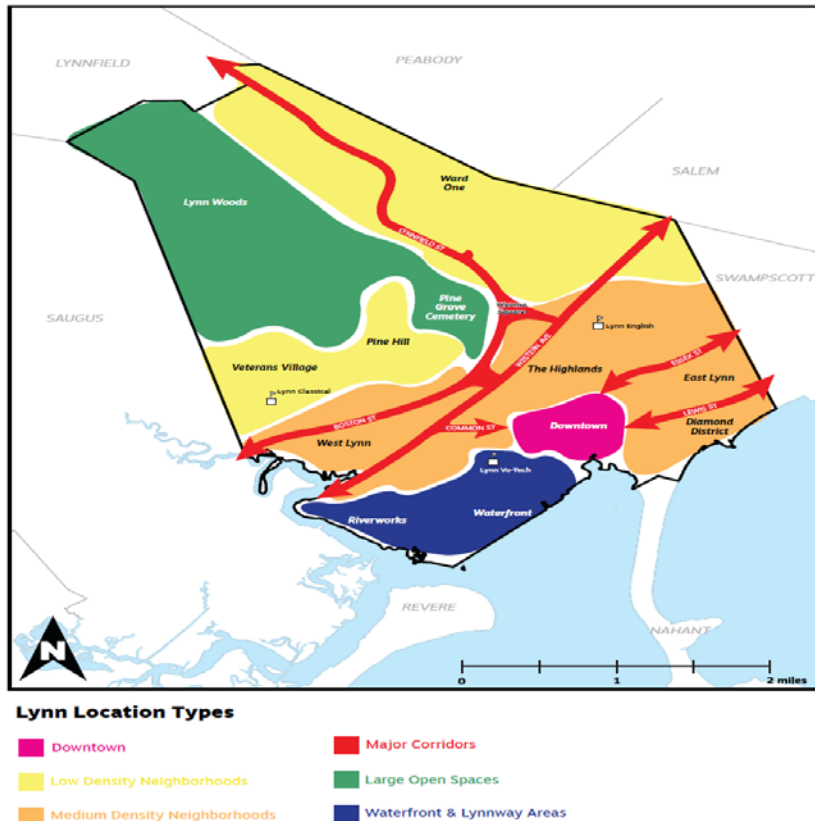 LYNNFIELD
PEABODY
SALEM
SWAMPSCOTT
SAUGUS
REVERE
NAHANT
Ward
One
Lynn Woods
LYNNFIELD ST
Pine
Grove
Cemetery
Square
WESTERN AVE
Lynn English
Pine Hill
Veterans Village
Lynn Classical
The Highlands
ESSEX ST
East Lynn
LEWIS ST
Diamond
District
BOSTON ST
West Lynn
COMMON ST
Downtown
Lynn Vo-Tech
Riverworks
Waterfront
N
0 1 2 miles
Lynn Location Types
Downtown
Low Density Neighborhoods
Medium Density Neighborhoods
Major Corridors
Large Open Spaces
Waterfront & Lynnway Areas